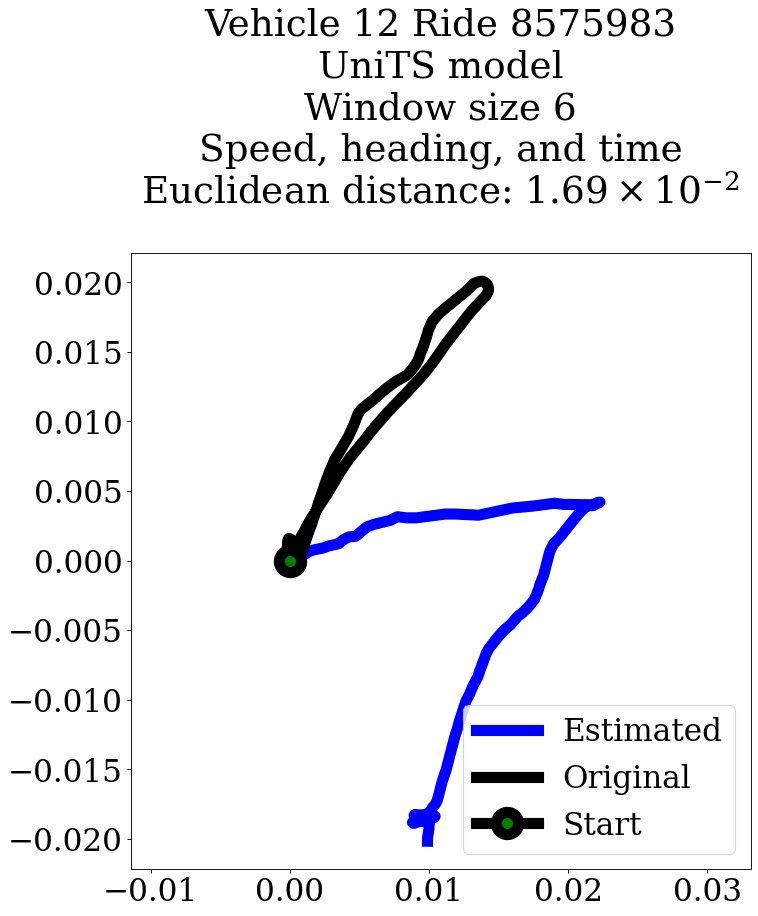 Vehicle 12 Ride 8575983
UniTS model
Window size 6
Speed, heading, and time
Euclidean distance: 1.69 × 10⁻²
0.020
0.015
0.010
0.005
0.000
−0.005
−0.010
−0.015
−0.020
Estimated
Original
Start
−0.01 0.00 0.01 0.02 0.03